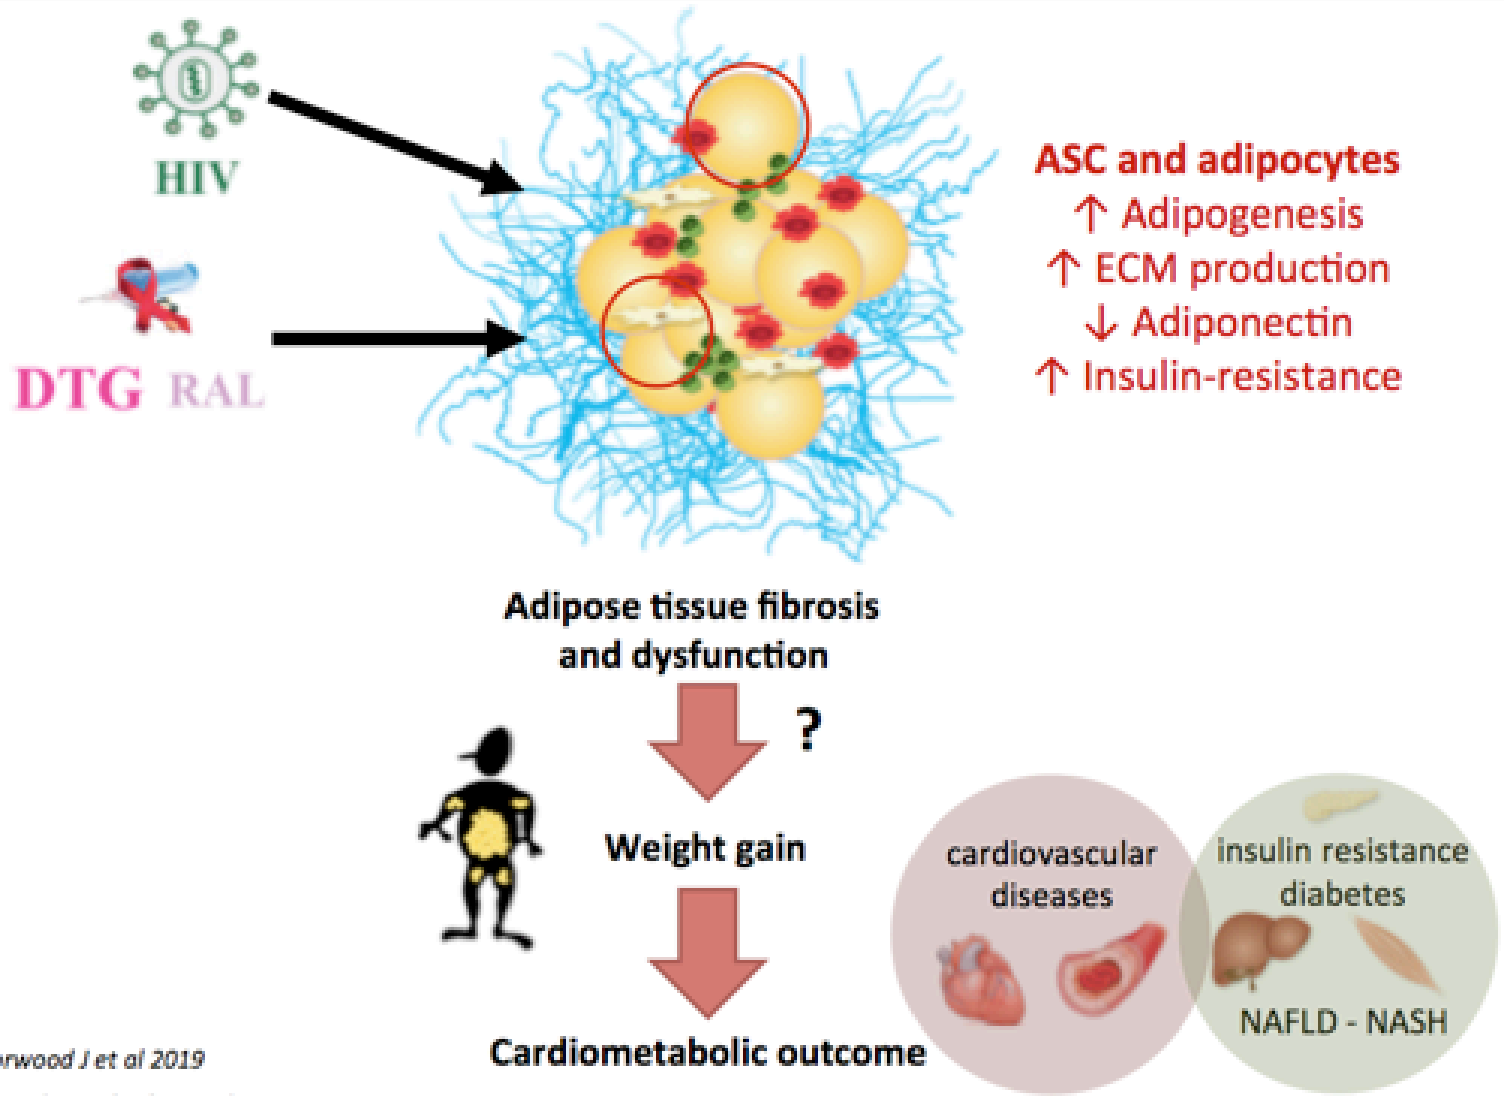 HIV
DTG RAL
ASC and adipocytes
↑ Adipogenesis
↑ ECM production
↓ Adiponectin
↑ Insulin-resistance
Adipose tissue fibrosis
and dysfunction
?
Weight gain
Cardiometabolic outcome
cardiovascular
diseases
insulin resistance
diabetes
NAFLD - NASH
J et al 2019